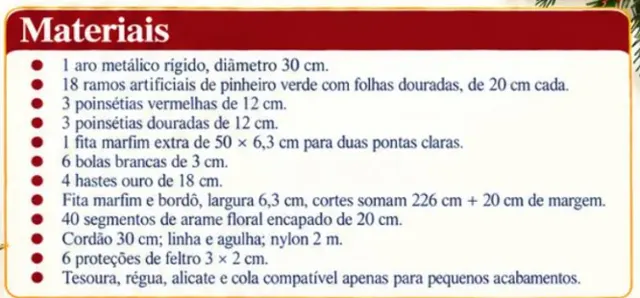 Materiais
1 aro metálico rígido, diâmetro 30 cm.
18 ramos artificiais de pinheiro verde com folhas douradas, de 20 cm cada.
3 poinsétias vermelhas de 12 cm.
3 poinsétias douradas de 12 cm.
1 fita marfim extra de 50 × 6,3 cm para duas pontas claras.
6 bolas brancas de 3 cm.
4 hastes ouro de 18 cm.
Fita marfim e bordô, largura 6,3 cm, cortes somam 226 cm + 20 cm de margem.
40 segmentos de arame floral encapado de 20 cm.
Cordão 30 cm; linha e agulha; nylon 2 m.
6 proteções de feltro 3 × 2 cm.
Tesoura, régua, alicate e cola compatível apenas para pequenos acabamentos.